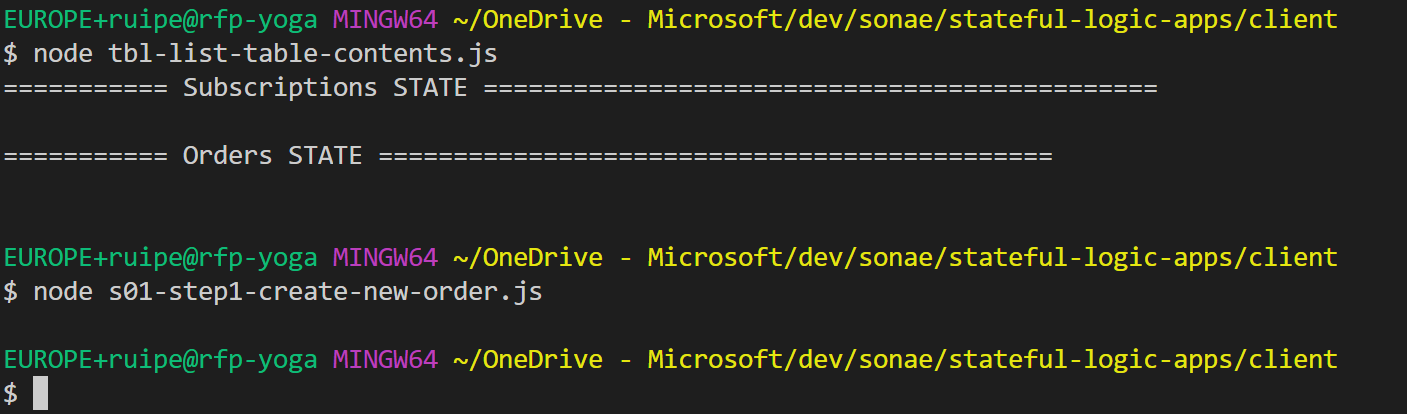 EUROPE+ruipe@rfp-yoga MINGW64 ~/OneDrive - Microsoft/dev/sonae/stateful-logic-apps/client
$ node tbl-list-table-contents.js
=========== Subscriptions STATE =============================================
=========== Orders STATE =============================================
EUROPE+ruipe@rfp-yoga MINGW64 ~/OneDrive - Microsoft/dev/sonae/stateful-logic-apps/client
$ node s01-step1-create-new-order.js
EUROPE+ruipe@rfp-yoga MINGW64 ~/OneDrive - Microsoft/dev/sonae/stateful-logic-apps/client
$